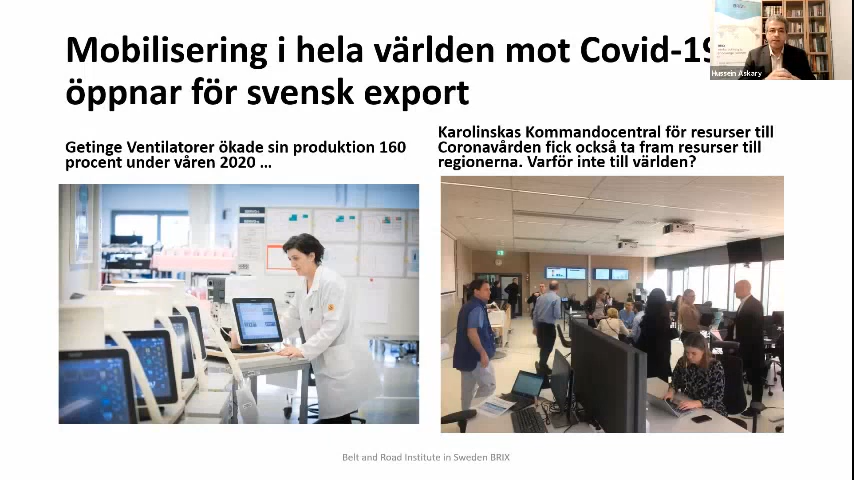 Mobilisering i hela världen mot Covid-19
öppnar för svensk export
Hussein Askary
Getinge Ventilatorer ökade sin produktion 160
procent under våren 2020 ...
Karolinskas Kommandocentral för resurser till
Coronavården fick också ta fram resurser till
regionerna. Varför inte till världen?
Belt and Road Institute in Sweden BRIX